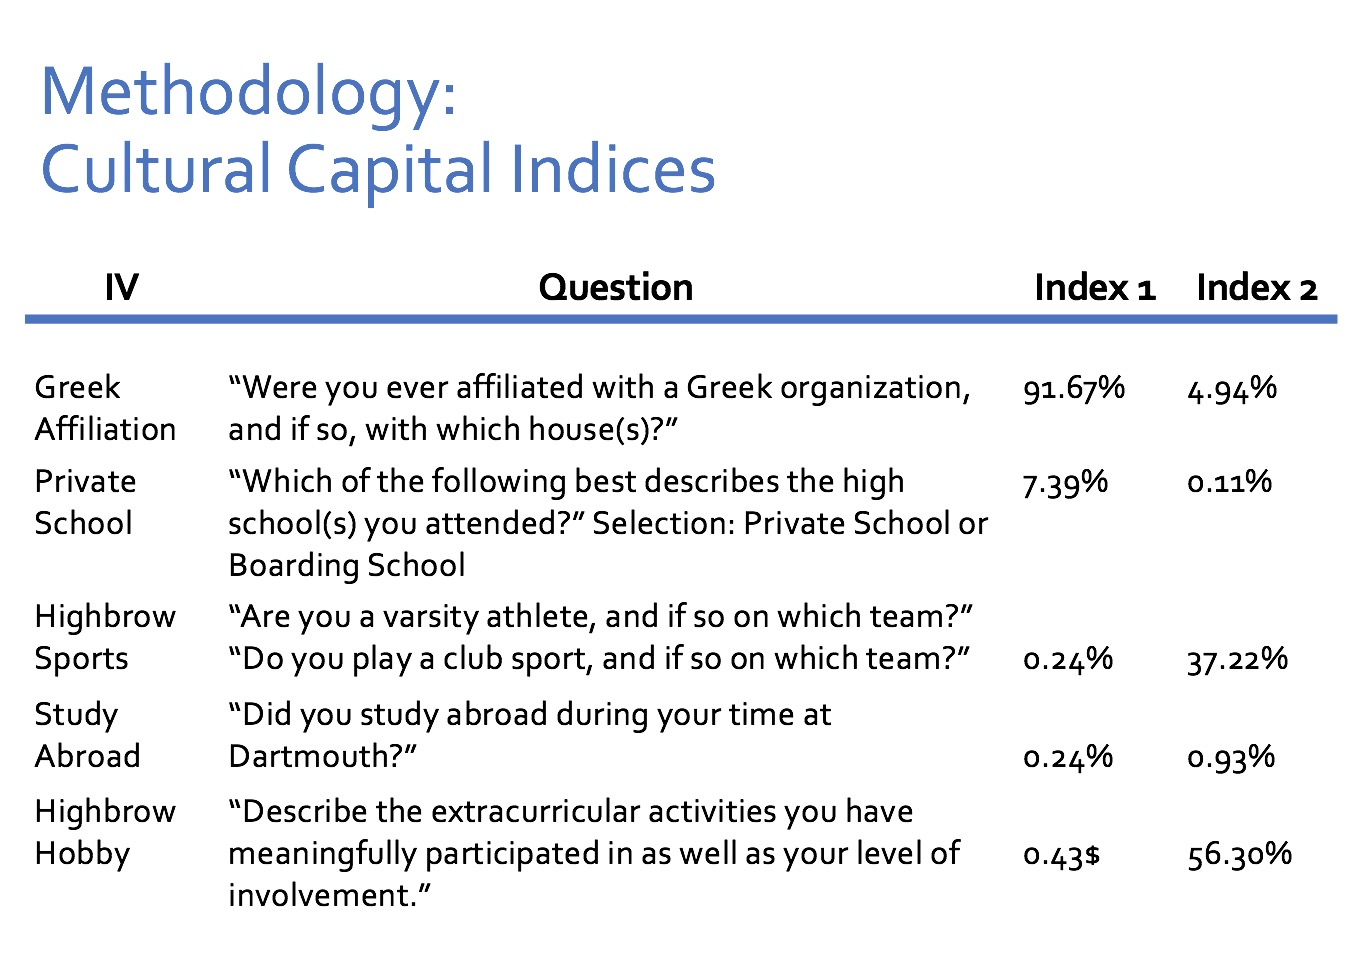 Methodology:
Cultural Capital Indices
IV Question Index 1 Index 2
Greek “Were you ever affiliated with a Greek organization, 91.67% 4.94%
Affiliation and if so, with which house(s)?”
Private “Which of the following best describes the high 7.39% 0.11%
School school(s) you attended?” Selection: Private School or
Boarding School
Highbrow “Are you a varsity athlete, and if so on which team?”
Sports “Do you play a club sport, and if so on which team?” 0.24% 37.22%
Study “Did you study abroad during your time at
Abroad Dartmouth?” 0.24% 0.93%
Highbrow “Describe the extracurricular activities you have
Hobby meaningfully participated in as well as your level of 0.43$ 56.30%
involvement.”